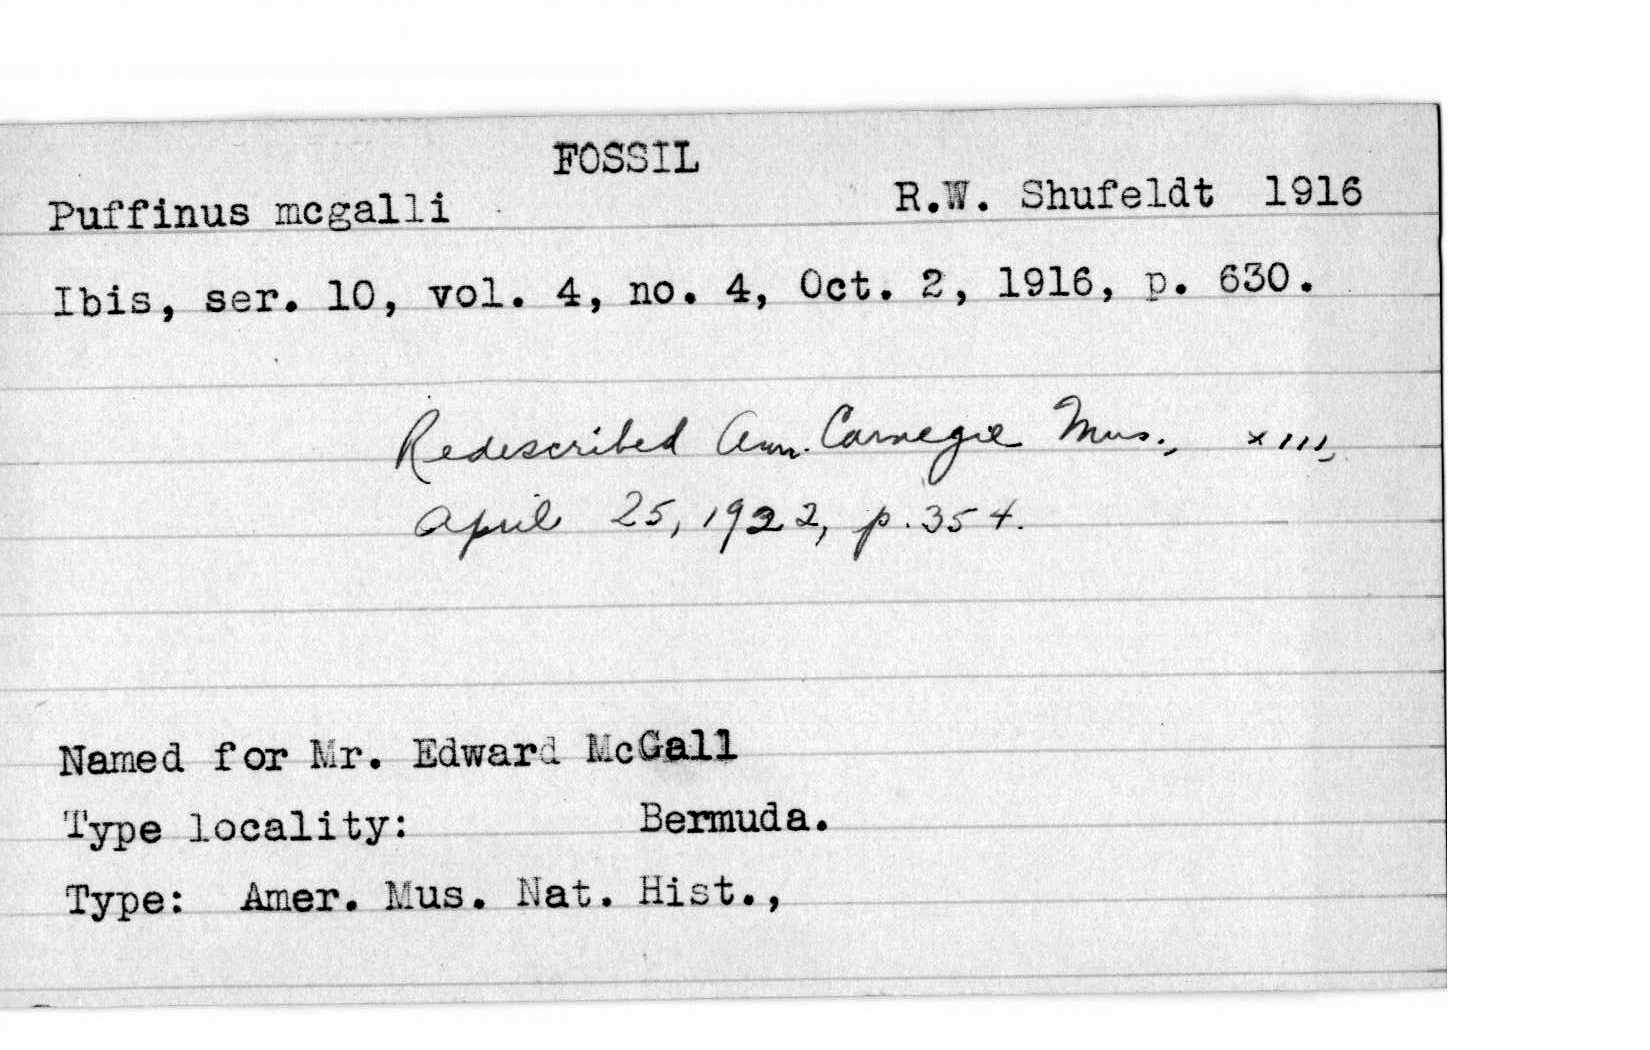 FOSSIL
Puffinus mcgalli R.W. Shufeldt 1916
Ibis, ser. 10, vol. 4, no. 4, Oct. 2, 1916, p. 630.
Redescribed Ann. Carnegie Mus., xiii,
April 25, 1922, p. 354.
Named for Mr. Edward McGall
Type locality: Bermuda.
Type: Amer. Mus. Nat. Hist.,